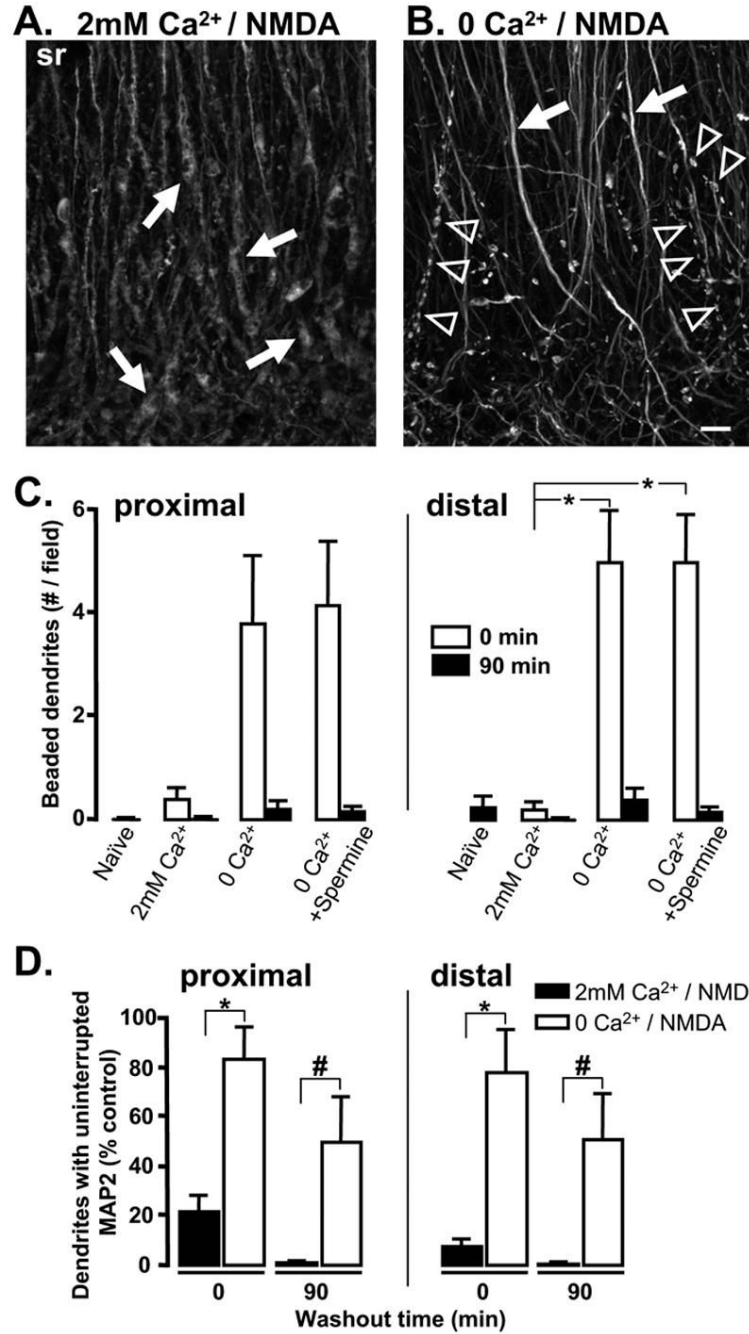 A. 2mM Ca²⁺ / NMDA
B. 0 Ca²⁺ / NMDA
sr
C.
proximal
distal
Beaded dendrites (# / field)
6
4
2
0
*
*
0 min
90 min
Naïve
2mM Ca²⁺
0 Ca²⁺
0 Ca²⁺
+Spermine
Naïve
2mM Ca²⁺
0 Ca²⁺
0 Ca²⁺
+Spermine
D.
proximal
distal
2mM Ca²⁺ / NMD
0 Ca²⁺ / NMDA
Dendrites with uninterrupted
MAP2 (% control)
100
80
60
40
20
0
*
#
*
#
0
90
0
90
Washout time (min)